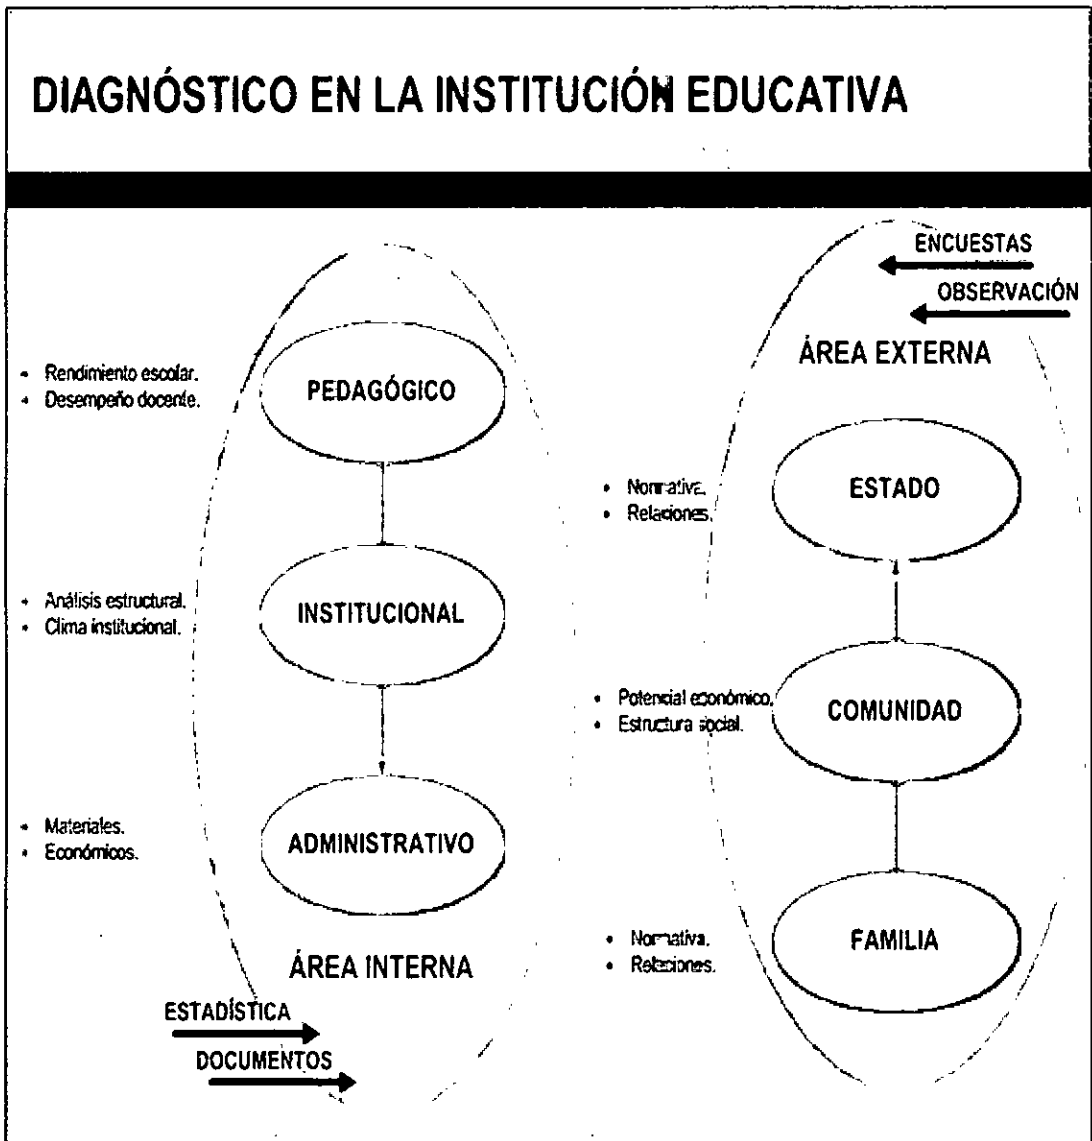 DIAGNÓSTICO EN LA INSTITUCIÓN EDUCATIVA
• Rendimiento escolar.
• Desempeño docente.
PEDAGÓGICO
• Análisis estructural.
• Clima institucional.
INSTITUCIONAL
• Materiales.
• Económicos.
ADMINISTRATIVO
ÁREA INTERNA
ESTADÍSTICA
DOCUMENTOS
ENCUESTAS
OBSERVACIÓN
ÁREA EXTERNA
• Normativa.
• Relaciones.
ESTADO
• Potencial económico.
• Estructura social.
COMUNIDAD
• Normativa.
• Relaciones.
FAMILIA